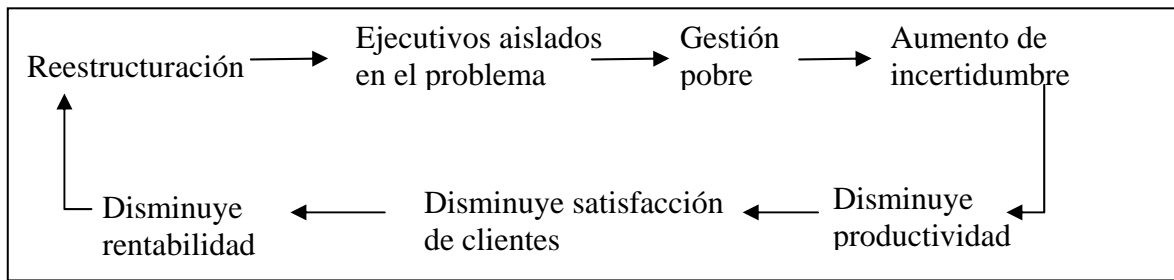 Reestructuración
Ejecutivos aislados
en el problema
Gestión
pobre
Aumento de
incertidumbre
Disminuye
rentabilidad
Disminuye satisfacción
de clientes
Disminuye
productividad